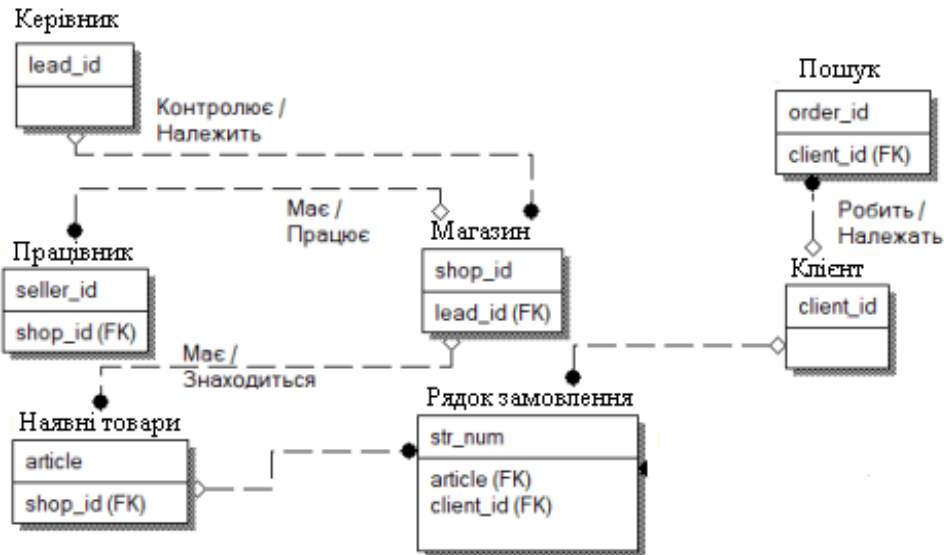 Керівник
lead_id
Контролює /
Належить
Пошук
order_id
client_id (FK)
Робить /
Належать
Має /
Працює
Працівник
seller_id
shop_id (FK)
Магазин
shop_id
lead_id (FK)
Клієнт
client_id
Має /
Знаходиться
Наявні товари
article
shop_id (FK)
Рядок замовлення
str_num
article (FK)
client_id (FK)